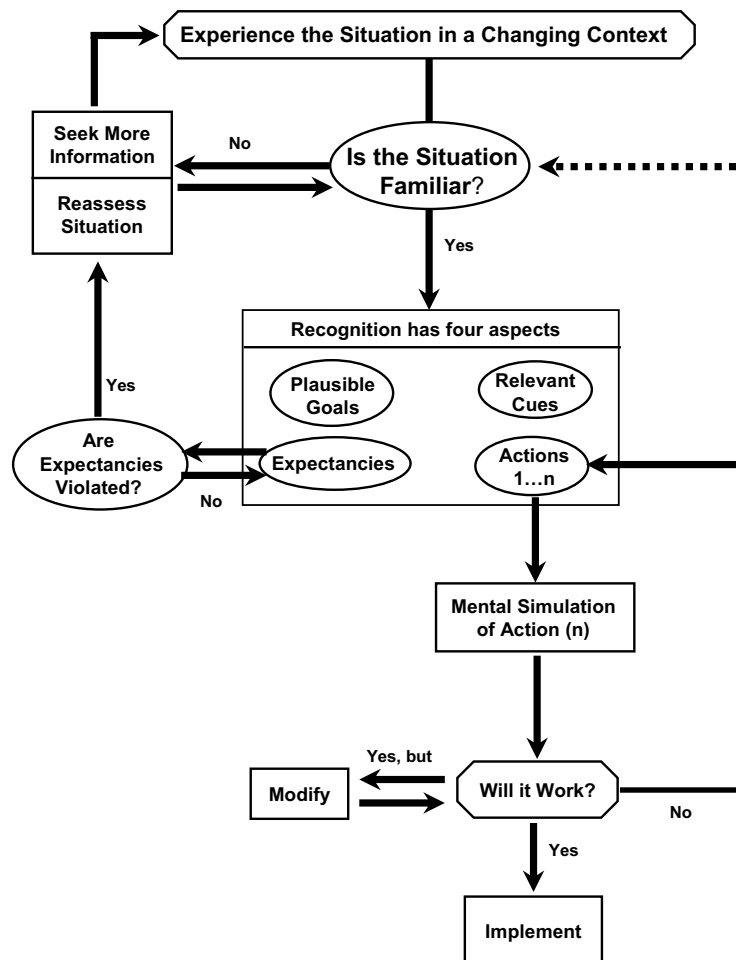 Experience the Situation in a Changing Context
Seek More
Information
No
Is the Situation
Familiar?
Reassess
Situation
Yes
Recognition has four aspects
Plausible
Goals
Relevant
Cues
Yes
Are
Expectancies
Violated?
Expectancies
Actions
1...n
No
Mental Simulation
of Action (n)
Yes, but
Modify
Will it Work?
No
Yes
Implement